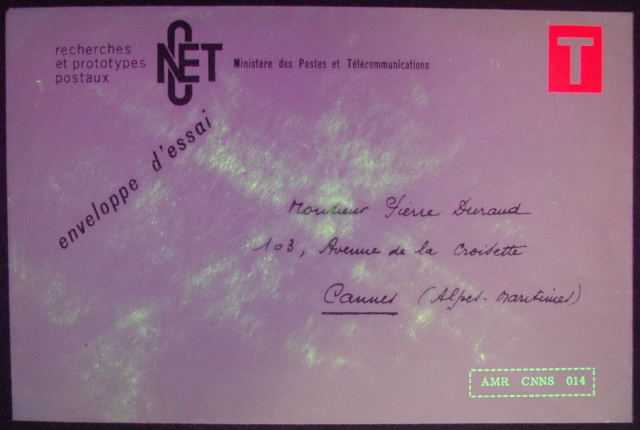 recherches
et prototypes
postaux
CNET
Ministère des Postes et Télécommunications
T
enveloppe d'essai
Monsieur Pierre Durand
103, Avenue de la Croisette
Cannes (Alpes-Maritimes)
AMR CNNS 014